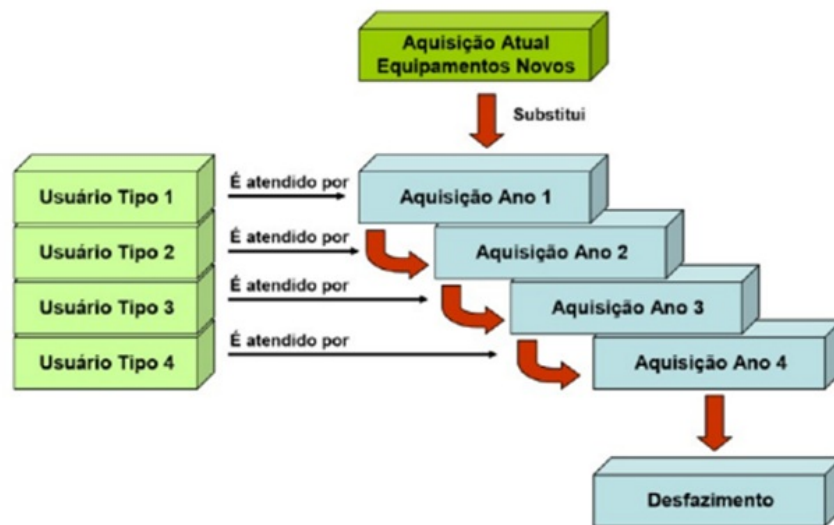 Aquisição Atual
Equipamentos Novos
Substitui
Usuário Tipo 1
É atendido por
Aquisição Ano 1
Usuário Tipo 2
É atendido por
Aquisição Ano 2
Usuário Tipo 3
É atendido por
Aquisição Ano 3
Usuário Tipo 4
É atendido por
Aquisição Ano 4
Desfazimento